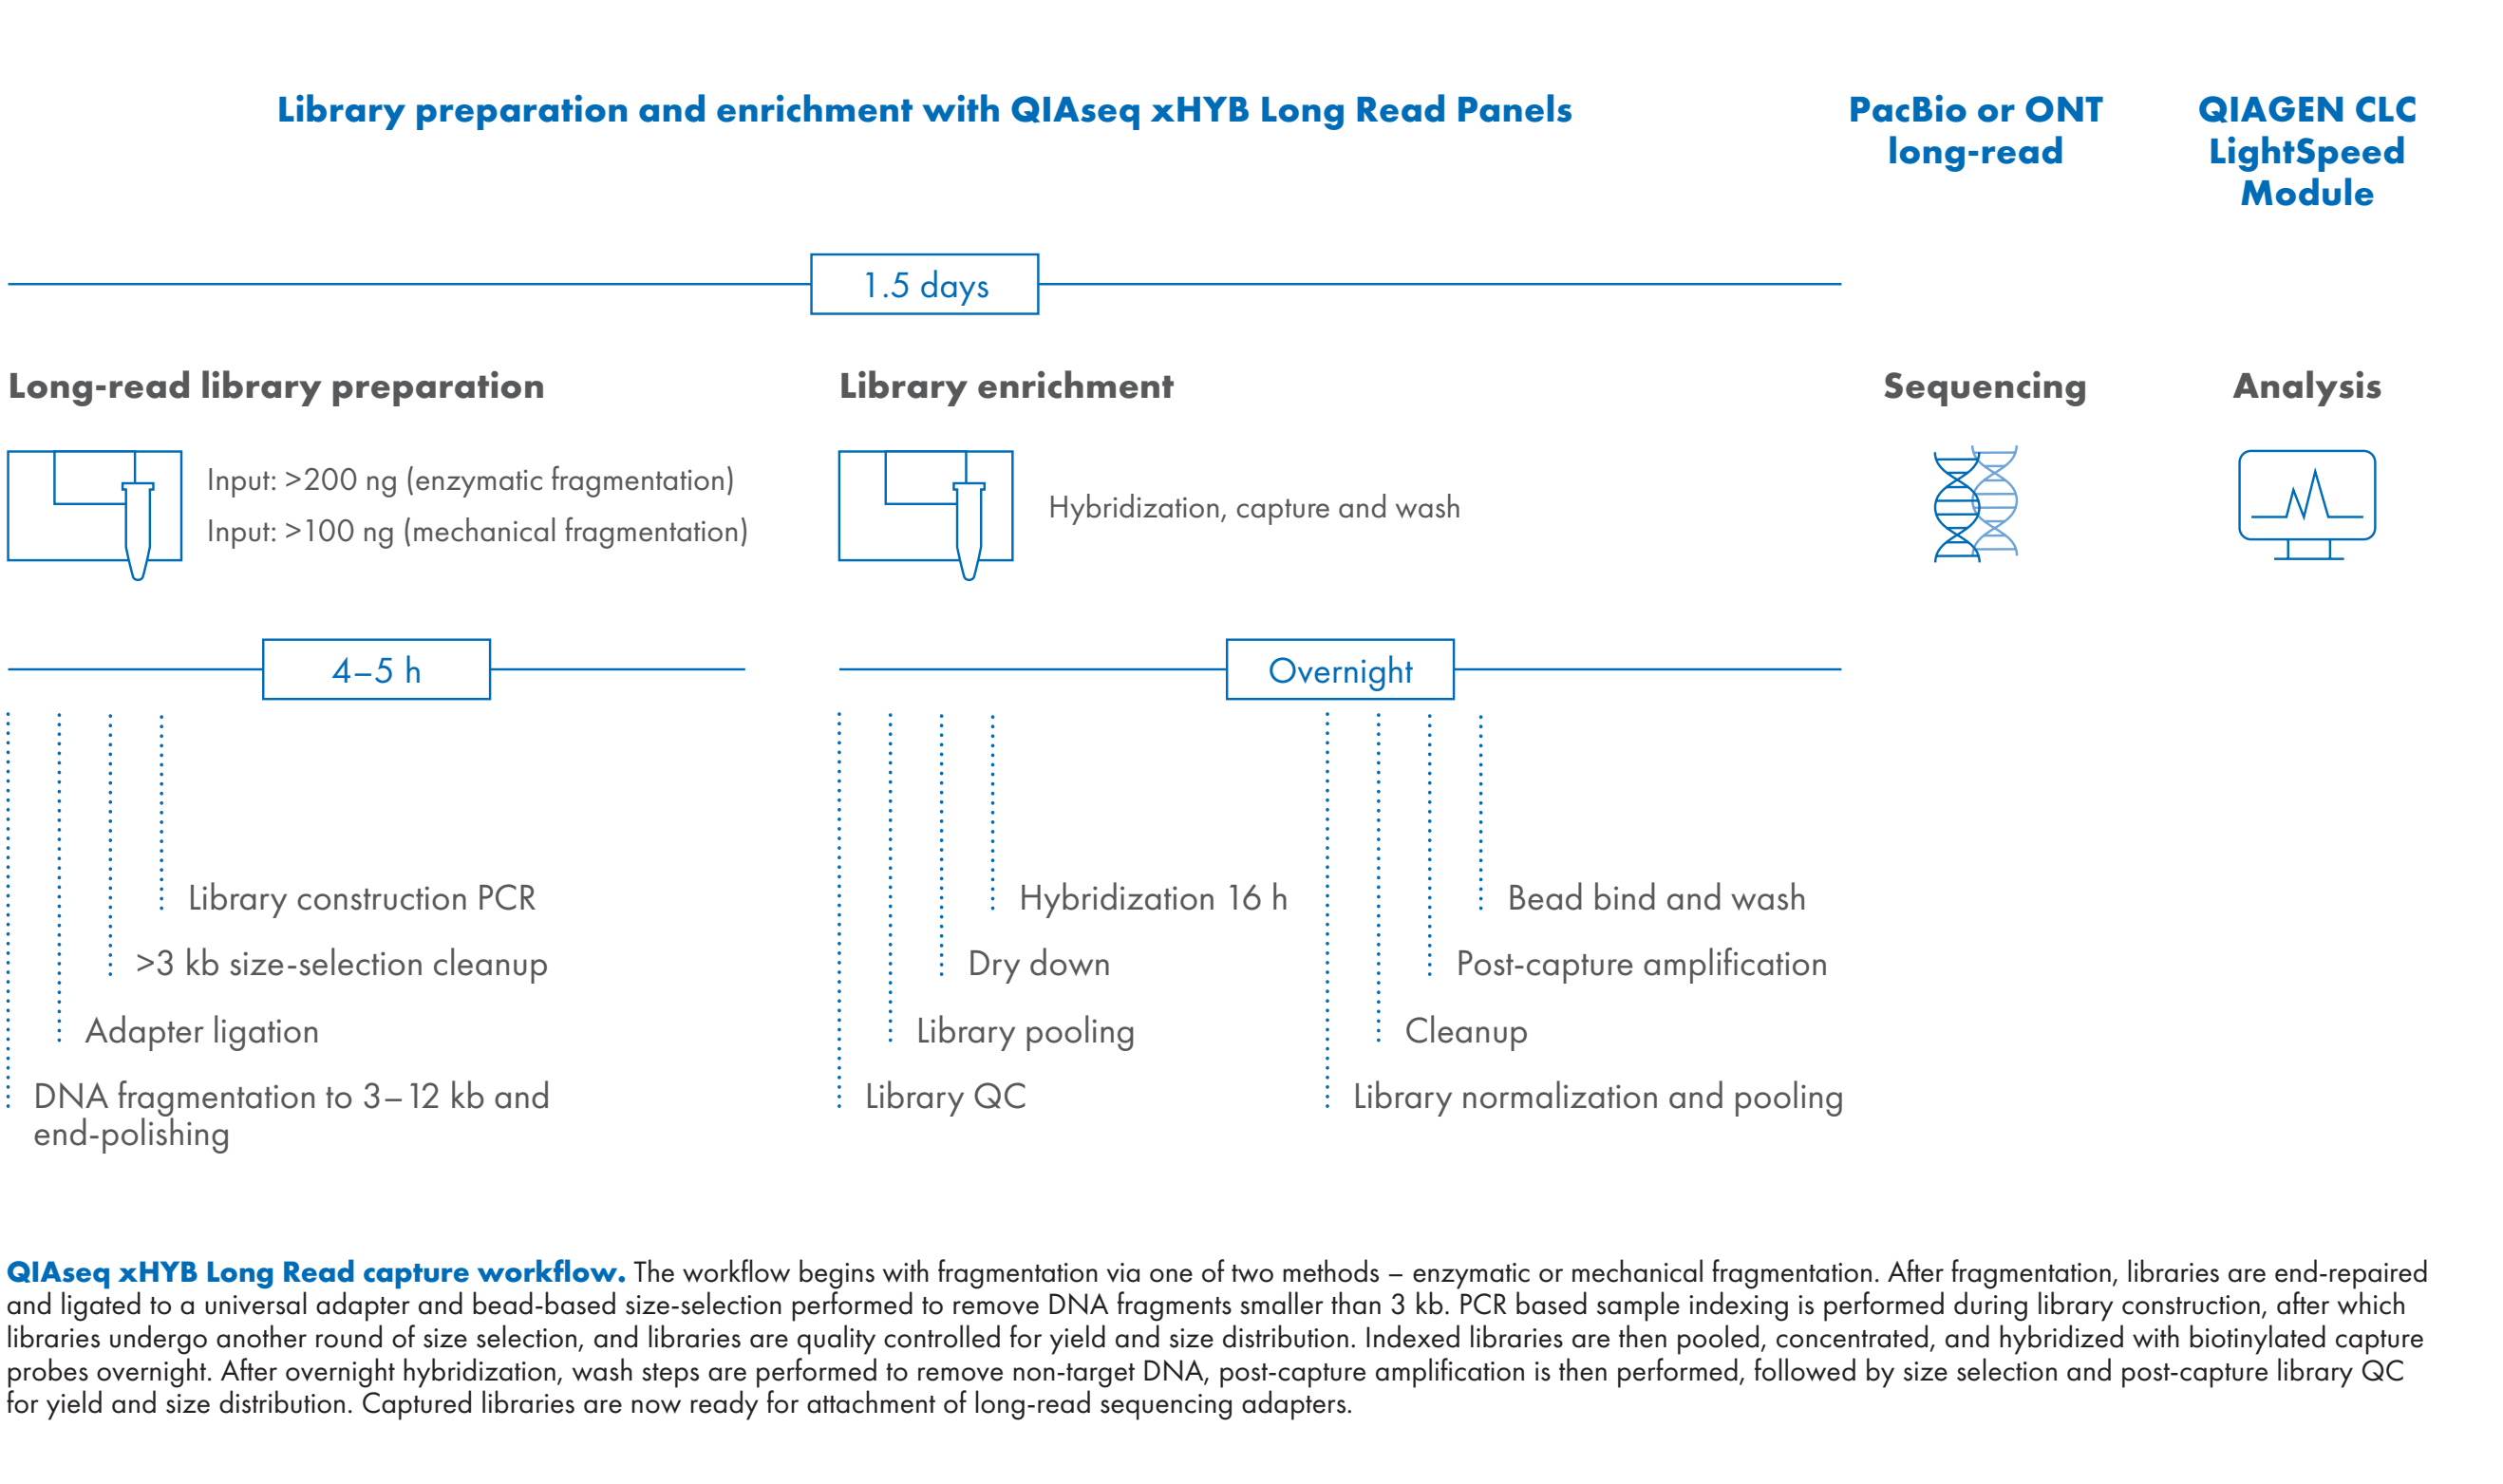 Library preparation and enrichment with QIAseq xHYB Long Read Panels
PacBio or ONT
long-read
QIAGEN CLC
LightSpeed
Module
1.5 days
Long-read library preparation
Library enrichment
Sequencing
Analysis
Input: >200 ng (enzymatic fragmentation)
Input: >100 ng (mechanical fragmentation)
Hybridization, capture and wash
4–5 h
Overnight
Library construction PCR
>3 kb size-selection cleanup
Adapter ligation
DNA fragmentation to 3–12 kb and
end-polishing
Hybridization 16 h
Dry down
Library pooling
Library QC
Bead bind and wash
Post-capture amplification
Cleanup
Library normalization and pooling
QIAseq xHYB Long Read capture workflow. The workflow begins with fragmentation via one of two methods – enzymatic or mechanical fragmentation. After fragmentation, libraries are end-repaired
and ligated to a universal adapter and bead-based size-selection performed to remove DNA fragments smaller than 3 kb. PCR based sample indexing is performed during library construction, after which
libraries undergo another round of size selection, and libraries are quality controlled for yield and size distribution. Indexed libraries are then pooled, concentrated, and hybridized with biotinylated capture
probes overnight. After overnight hybridization, wash steps are performed to remove non-target DNA, post-capture amplification is then performed, followed by size selection and post-capture library QC
for yield and size distribution. Captured libraries are now ready for attachment of long-read sequencing adapters.